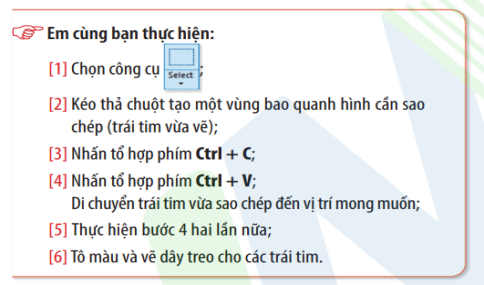 Em cùng bạn thực hiện:
[1] Chọn công cụ Select;
[2] Kéo thả chuột tạo một vùng bao quanh hình cần sao
chép (trái tim vừa vẽ);
[3] Nhấn tổ hợp phím Ctrl + C;
[4] Nhấn tổ hợp phím Ctrl + V;
Di chuyển trái tim vừa sao chép đến vị trí mong muốn;
[5] Thực hiện bước 4 hai lần nữa;
[6] Tô màu và vẽ dây treo cho các trái tim.